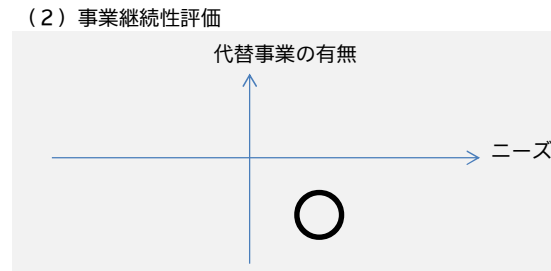 （２）事業継続性評価
代替事業の有無
ニーズ